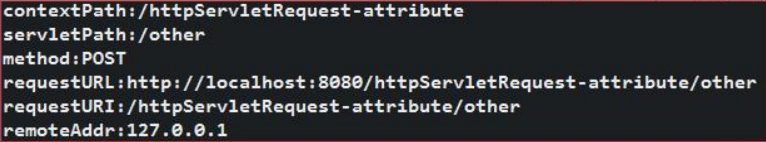 contextPath:/httpServletRequest-attribute
servletPath:/other
method:POST
requestURL:http://localhost:8080/httpServletRequest-attribute/other
requestURI:/httpServletRequest-attribute/other
remoteAddr:127.0.0.1